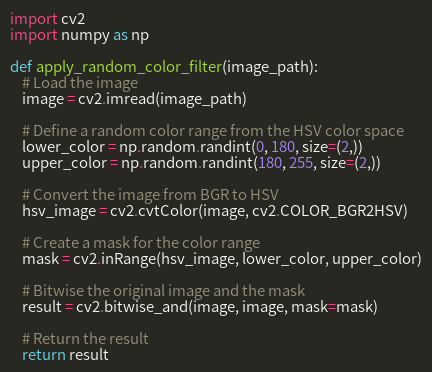 import cv2
import numpy as np
def apply_random_color_filter(image_path):
# Load the image
image = cv2.imread(image_path)
# Define a random color range from the HSV color space
lower_color = np.random.randint(0, 180, size=(2,))
upper_color = np.random.randint(180, 255, size=(2,))
# Convert the image from BGR to HSV
hsv_image = cv2.cvtColor(image, cv2.COLOR_BGR2HSV)
# Create a mask for the color range
mask = cv2.inRange(hsv_image, lower_color, upper_color)
# Bitwise the original image and the mask
result = cv2.bitwise_and(image, image, mask=mask)
# Return the result
return result